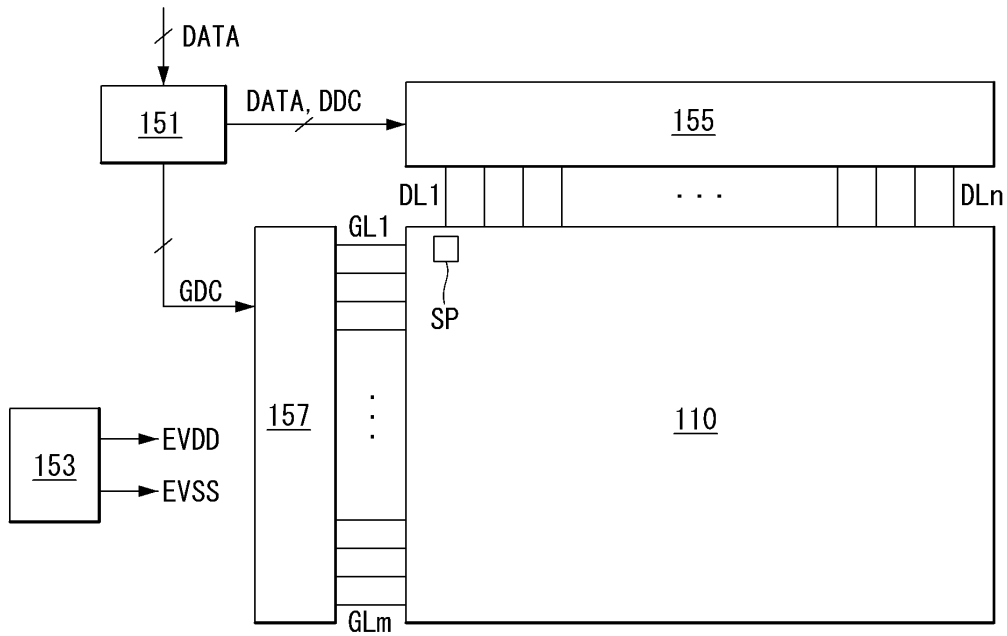 DATA
151
DATA, DDC
155
DL1
. . .
DLn
GL1
GDC
SP
157
110
153
EVDD
EVSS
GLm